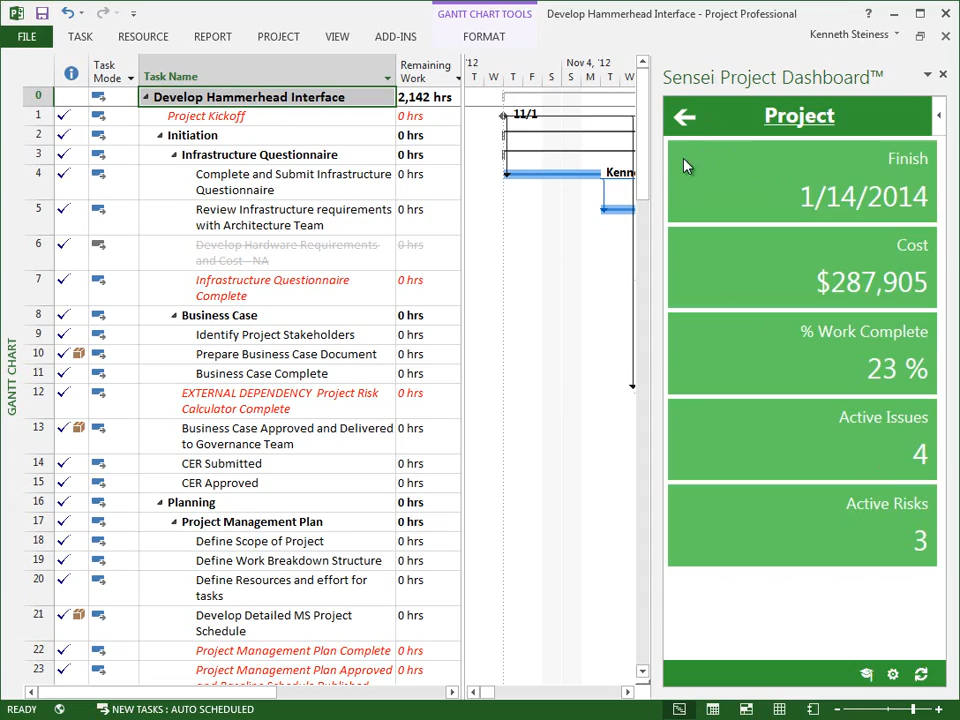 GANTT CHART TOOLS
Develop Hammerhead Interface - Project Professional
FILE TASK RESOURCE REPORT PROJECT VIEW ADD-INS FORMAT
Kenneth Steiness
Task Mode
Task Name
Remaining Work
'12
Nov 4, '12
T W T F S S M T W
0 Develop Hammerhead Interface 2,142 hrs
1 Project Kickoff 0 hrs
11/1
2 Initiation 0 hrs
3 Infrastructure Questionnaire 0 hrs
4 Complete and Submit Infrastructure 0 hrs
Questionnaire
Kenne
5 Review Infrastructure requirements 0 hrs
with Architecture Team
6 Develop Hardware Requirements 0 hrs
and Cost - NA
7 Infrastructure Questionnaire 0 hrs
Complete
8 Business Case 0 hrs
9 Identify Project Stakeholders 0 hrs
10 Prepare Business Case Document 0 hrs
11 Business Case Complete 0 hrs
12 EXTERNAL DEPENDENCY Project Risk 0 hrs
Calculator Complete
13 Business Case Approved and Delivered 0 hrs
to Governance Team
14 CER Submitted 0 hrs
15 CER Approved 0 hrs
16 Planning 0 hrs
17 Project Management Plan 0 hrs
18 Define Scope of Project 0 hrs
19 Define Work Breakdown Structure 0 hrs
20 Define Resources and effort for 0 hrs
tasks
21 Develop Detailed MS Project 0 hrs
Schedule
22 Project Management Plan Complete 0 hrs
23 Project Management Plan Approved 0 hrs
and Baseline Schedule Published
GANTT CHART
Sensei Project Dashboard™
Project
Finish
1/14/2014
Cost
$287,905
% Work Complete
23 %
Active Issues
4
Active Risks
3
READY
NEW TASKS : AUTO SCHEDULED